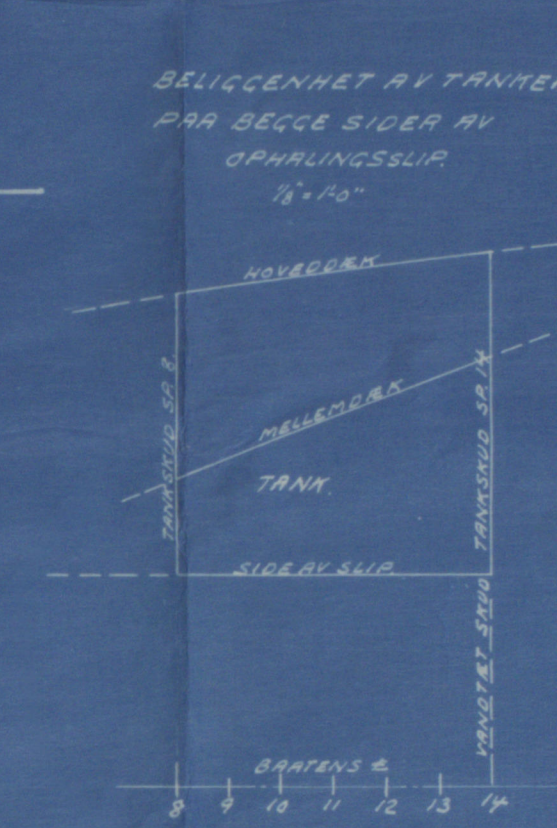 BELIGGENHET AV TANKER
PAA BEGGE SIDER AV
OPHALINGSSLIP.
1/8" = 1'-0"
HOVEDDÆK
TANKSKUD SP. 8.
MELLEMDÆK
TANKSKUD SP. 14
TANK.
SIDE AV SLIP.
VANDTÆT SKUD
BAATENS ℄
8 9 10 11 12 13 14